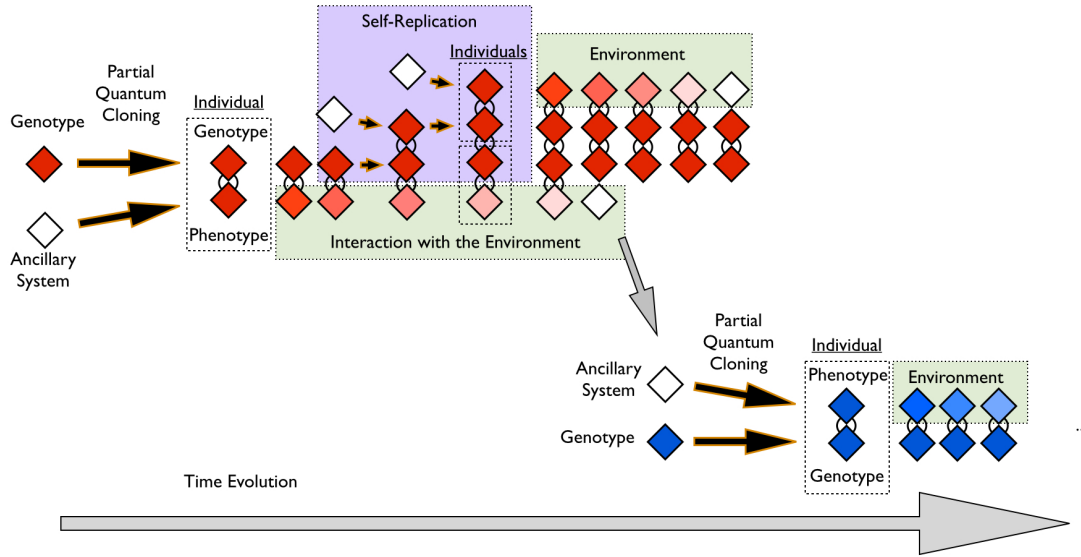 Self-Replication
Individuals
Environment
Partial
Quantum
Cloning
Genotype
Individual
Genotype
Phenotype
Ancillary
System
Interaction with the Environment
Partial
Quantum
Cloning
Ancillary
System
Genotype
Individual
Phenotype
Genotype
Environment
..
Time Evolution